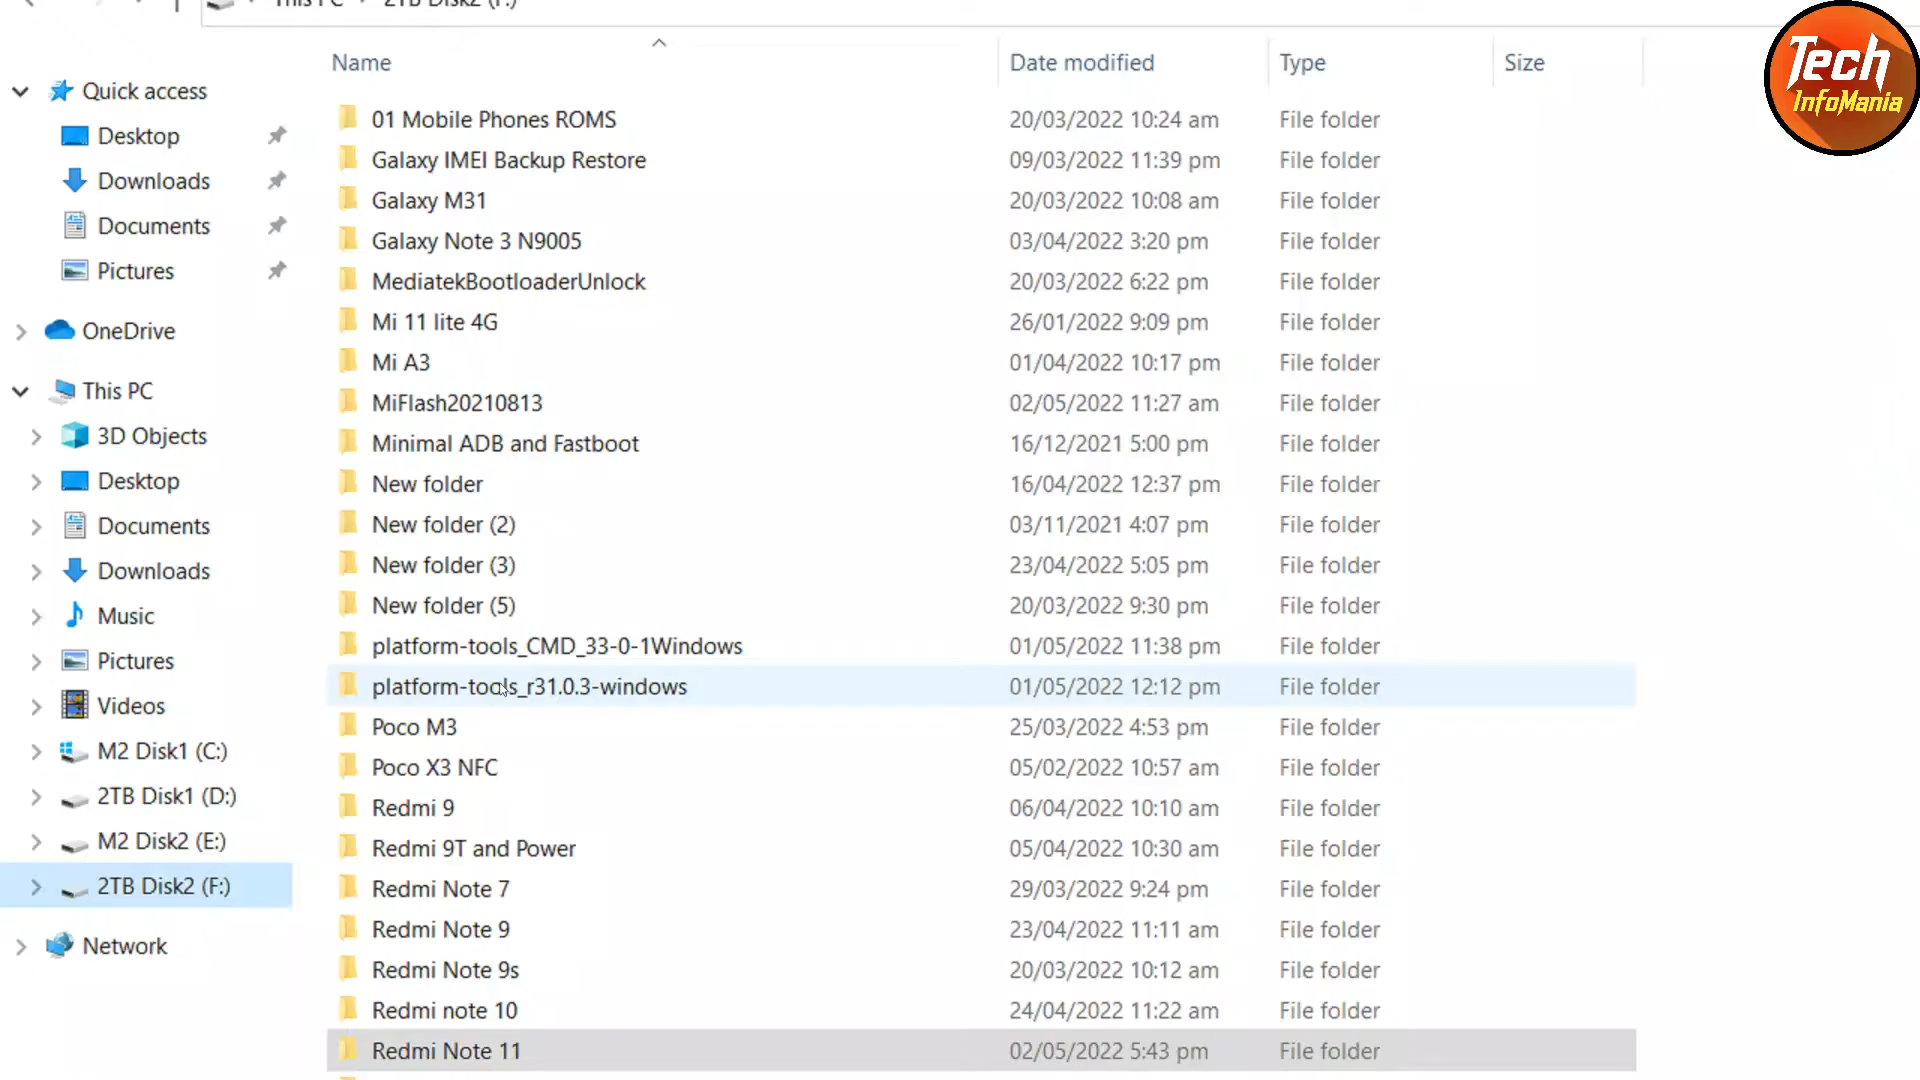 This PC 2TB Disk2 (F:)
Name Date modified Type Size
Tech
InfoMania
Quick access
Desktop
Downloads
Documents
Pictures
OneDrive
This PC
3D Objects
Desktop
Documents
Downloads
Music
Pictures
Videos
M2 Disk1 (C:)
2TB Disk1 (D:)
M2 Disk2 (E:)
2TB Disk2 (F:)
Network
01 Mobile Phones ROMS 20/03/2022 10:24 am File folder
Galaxy IMEI Backup Restore 09/03/2022 11:39 pm File folder
Galaxy M31 20/03/2022 10:08 am File folder
Galaxy Note 3 N9005 03/04/2022 3:20 pm File folder
MediatekBootloaderUnlock 20/03/2022 6:22 pm File folder
Mi 11 lite 4G 26/01/2022 9:09 pm File folder
Mi A3 01/04/2022 10:17 pm File folder
MiFlash20210813 02/05/2022 11:27 am File folder
Minimal ADB and Fastboot 16/12/2021 5:00 pm File folder
New folder 16/04/2022 12:37 pm File folder
New folder (2) 03/11/2021 4:07 pm File folder
New folder (3) 23/04/2022 5:05 pm File folder
New folder (5) 20/03/2022 9:30 pm File folder
platform-tools_CMD_33-0-1Windows 01/05/2022 11:38 pm File folder
platform-tools_r31.0.3-windows 01/05/2022 12:12 pm File folder
Poco M3 25/03/2022 4:53 pm File folder
Poco X3 NFC 05/02/2022 10:57 am File folder
Redmi 9 06/04/2022 10:10 am File folder
Redmi 9T and Power 05/04/2022 10:30 am File folder
Redmi Note 7 29/03/2022 9:24 pm File folder
Redmi Note 9 23/04/2022 11:11 am File folder
Redmi Note 9s 20/03/2022 10:12 am File folder
Redmi note 10 24/04/2022 11:22 am File folder
Redmi Note 11 02/05/2022 5:43 pm File folder